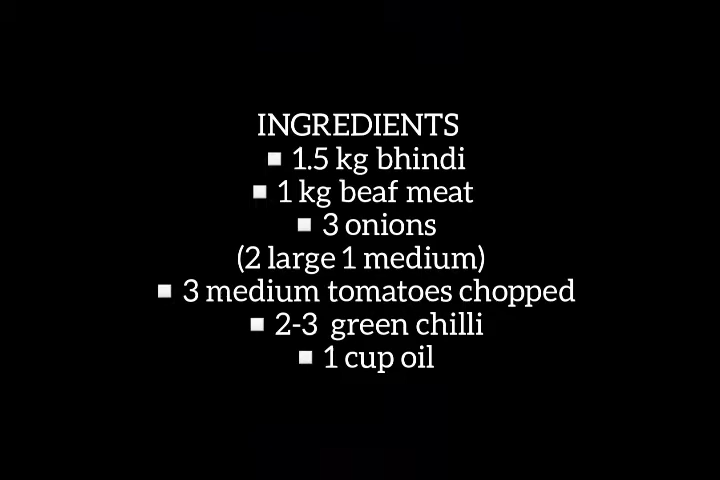 INGREDIENTS
▫️1.5 kg bhindi
▫️1 kg beaf meat
▫️3 onions
(2 large 1 medium)
▫️3 medium tomatoes chopped
▫️2-3 green chilli
▫️1 cup oil